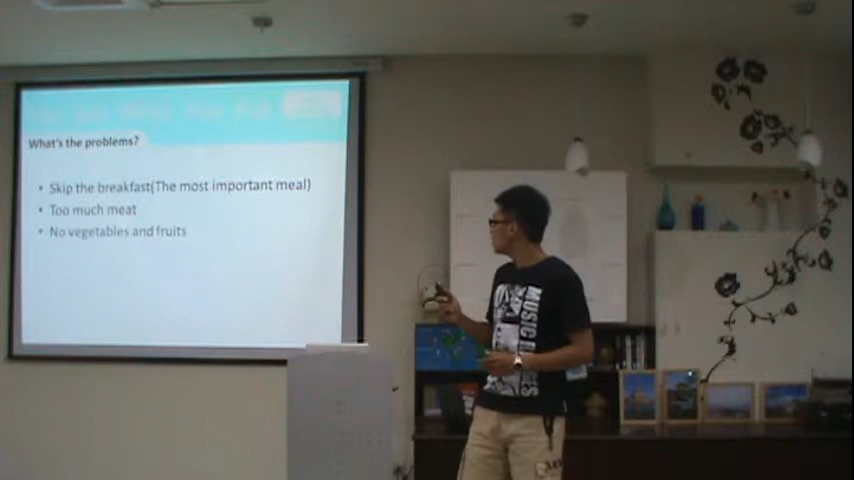 What's the problems?
• Skip the breakfast(The most important meal)
• Too much meat
• No vegetables and fruits
MUSIC